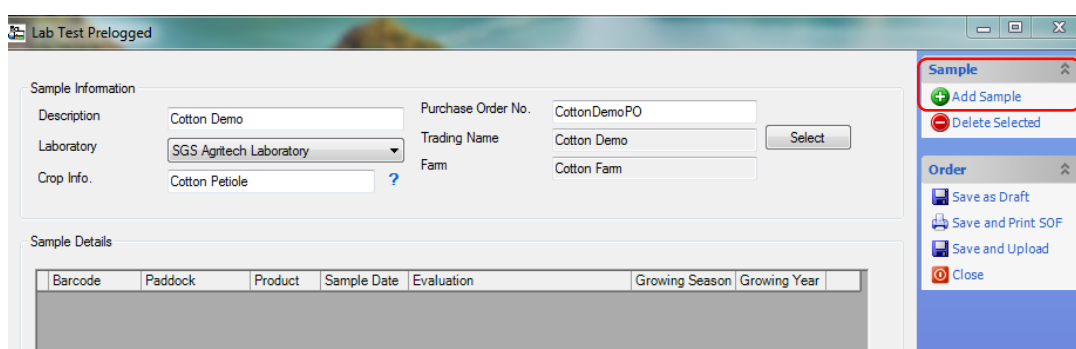 Lab Test Prelogged
Sample Information
Description Cotton Demo
Laboratory SGS Agritech Laboratory
Crop Info. Cotton Petiole ?
Purchase Order No. CottonDemoPO
Trading Name Cotton Demo Select
Farm Cotton Farm
Sample Details
Barcode Paddock Product Sample Date Evaluation Growing Season Growing Year
Sample
Add Sample
Delete Selected
Order
Save as Draft
Save and Print SOF
Save and Upload
Close